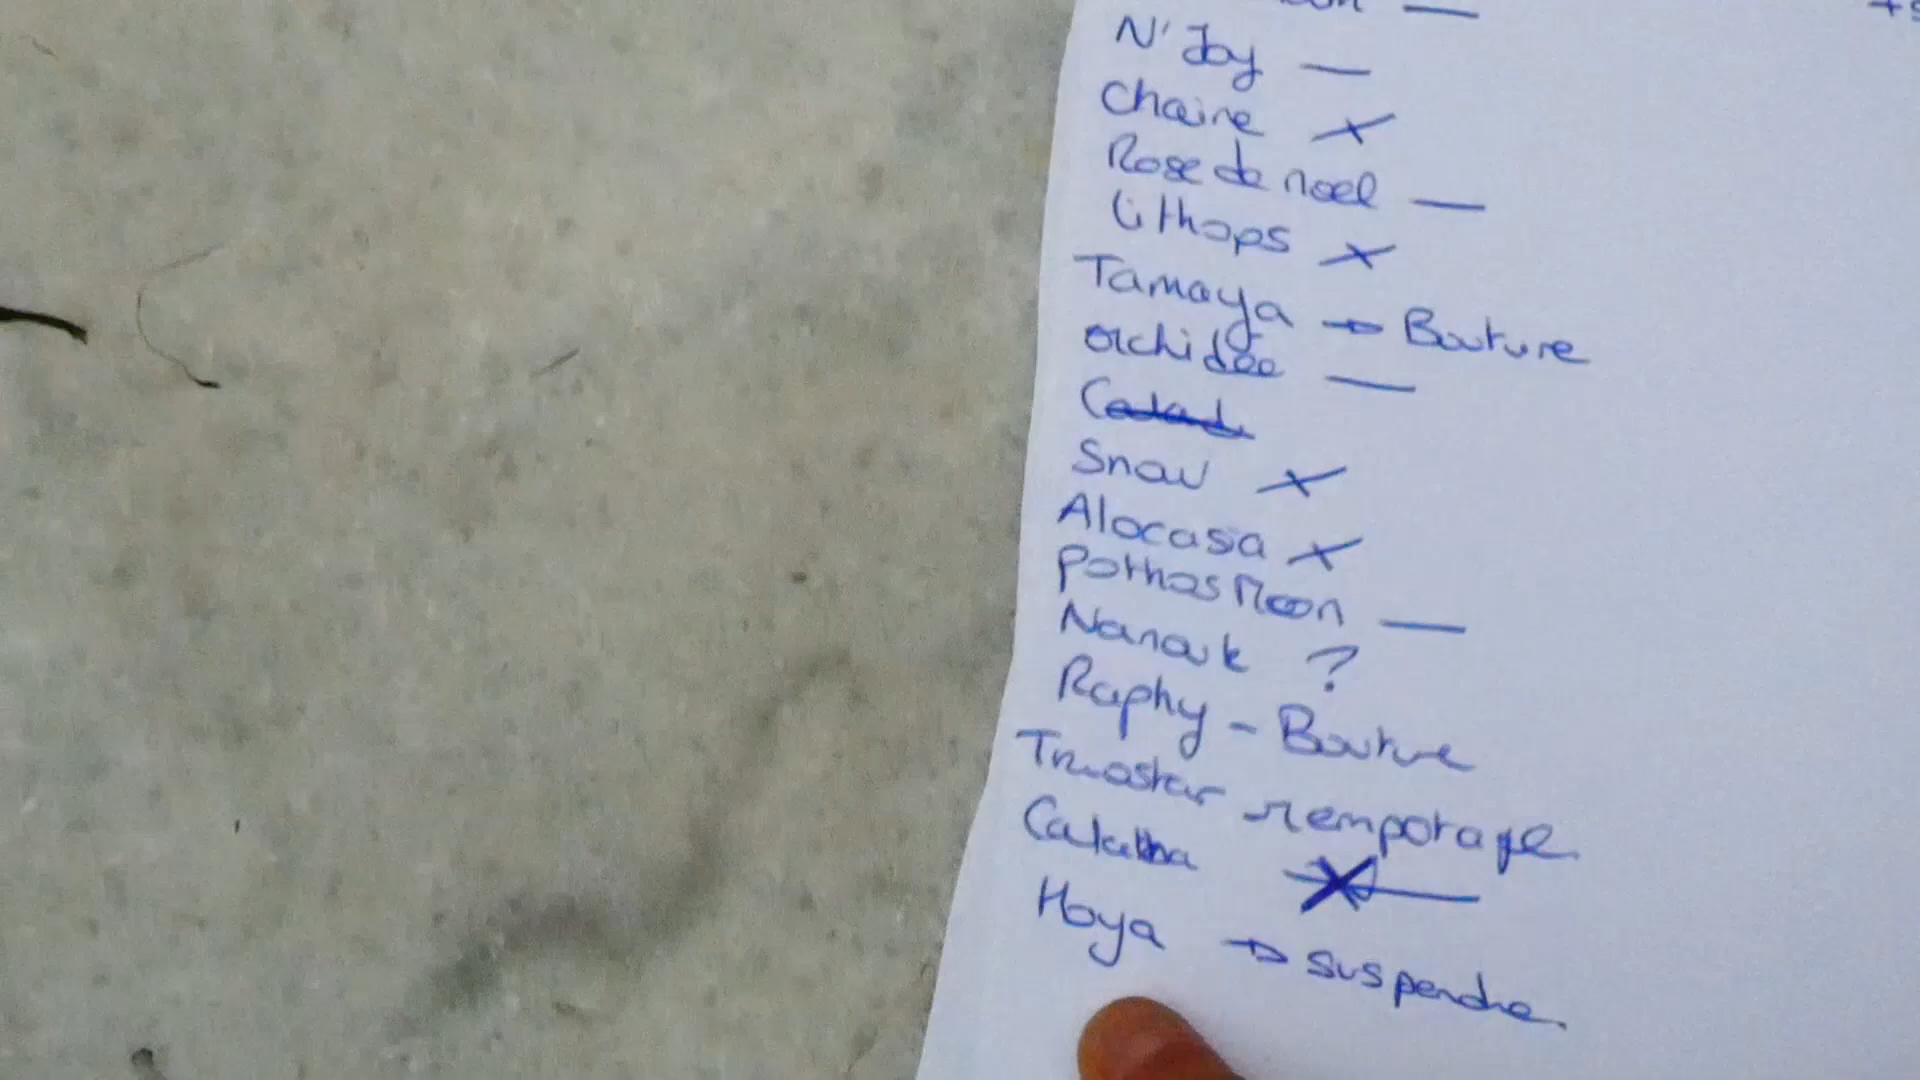 N'Joy —
Chaine X
Rose de noel —
Lithops X
Tamaya → Bouture
Orchidée —
Snow X
Alocasia X
Pothos Moon —
Nanouk ?
Raphy - Bouture
Triostar rempotage
Calathea X—
Hoya → suspendre.